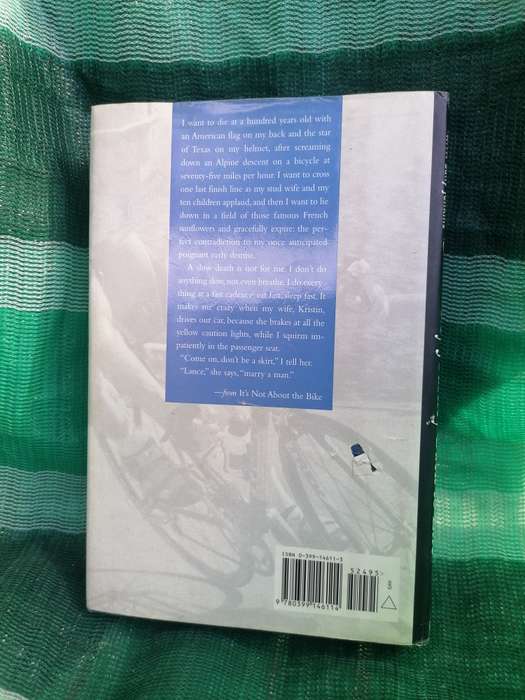 I want to die at a hundred years old with
an American flag on my back and the star
of Texas on my helmet, after screaming
down an Alpine descent on a bicycle at
seventy-five miles per hour. I want to cross
one last finish line as my stud wife and my
ten children applaud, and then I want to lie
down in a field of those famous French
sunflowers and gracefully expire: the per-
fect contradiction to my once anticipated
poignant early demise.
A slow death is not for me. I don't do
anything slow, not even breathe. I do every
thing at a fast cadence: eat fast, sleep fast. It
makes me crazy when my wife, Kristin,
drives our car, because she brakes at all the
yellow caution lights, while I squirm im-
patiently in the passenger seat.
"Come on, don't be a skirt," I tell her.
"Lance," she says, "marry a man."
—from It's Not About the Bike
ISBN 0-399-14611-3
52495>
9 780399 146114